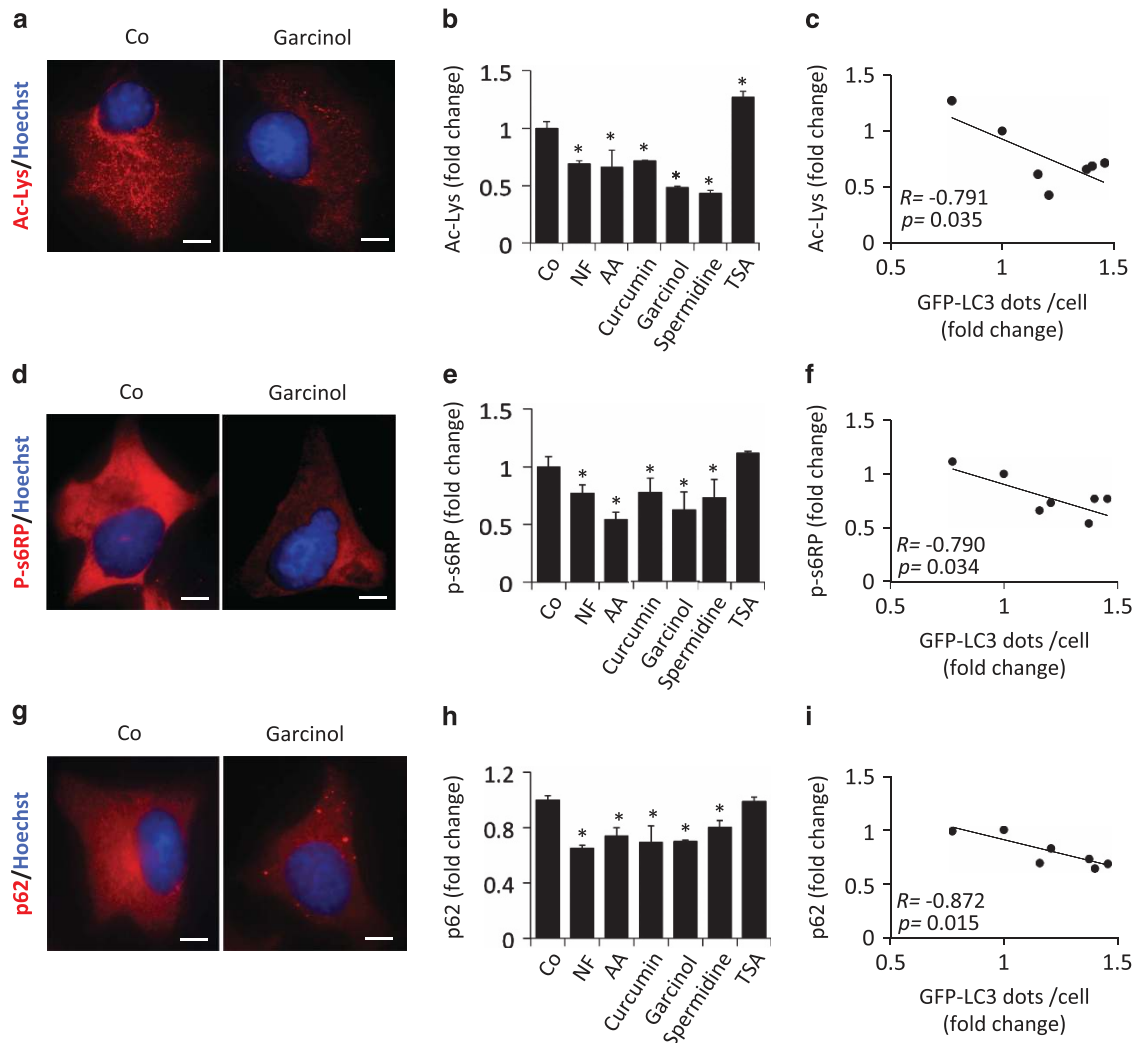 a
Co
Garcinol
Ac-Lys/Hoechst
b
Ac-Lys (fold change)
1.5
1
0.5
0
*
*
*
*
*
*
Co
NF
AA
Curcumin
Garcinol
Spermidine
TSA
c
Ac-Lys (fold change)
1.5
1
0.5
0
R= -0.791
p= 0.035
0.5
1
1.5
GFP-LC3 dots /cell
(fold change)
d
Co
Garcinol
P-s6RP/Hoechst
e
p-s6RP (fold change)
1.5
1
0.5
0
*
*
*
*
*
Co
NF
AA
Curcumin
Garcinol
Spermidine
TSA
f
p-s6RP (fold change)
1.5
1
0.5
0
R= -0.790
p= 0.034
0.5
1
1.5
GFP-LC3 dots /cell
(fold change)
g
Co
Garcinol
p62/Hoechst
h
p62 (fold change)
1.2
0.8
0.4
0
*
*
*
*
*
Co
NF
AA
Curcumin
Garcinol
Spermidine
TSA
i
p62 (fold change)
1.5
1
0.5
0
R= -0.872
p= 0.015
0.5
1
1.5
GFP-LC3 dots /cell
(fold change)